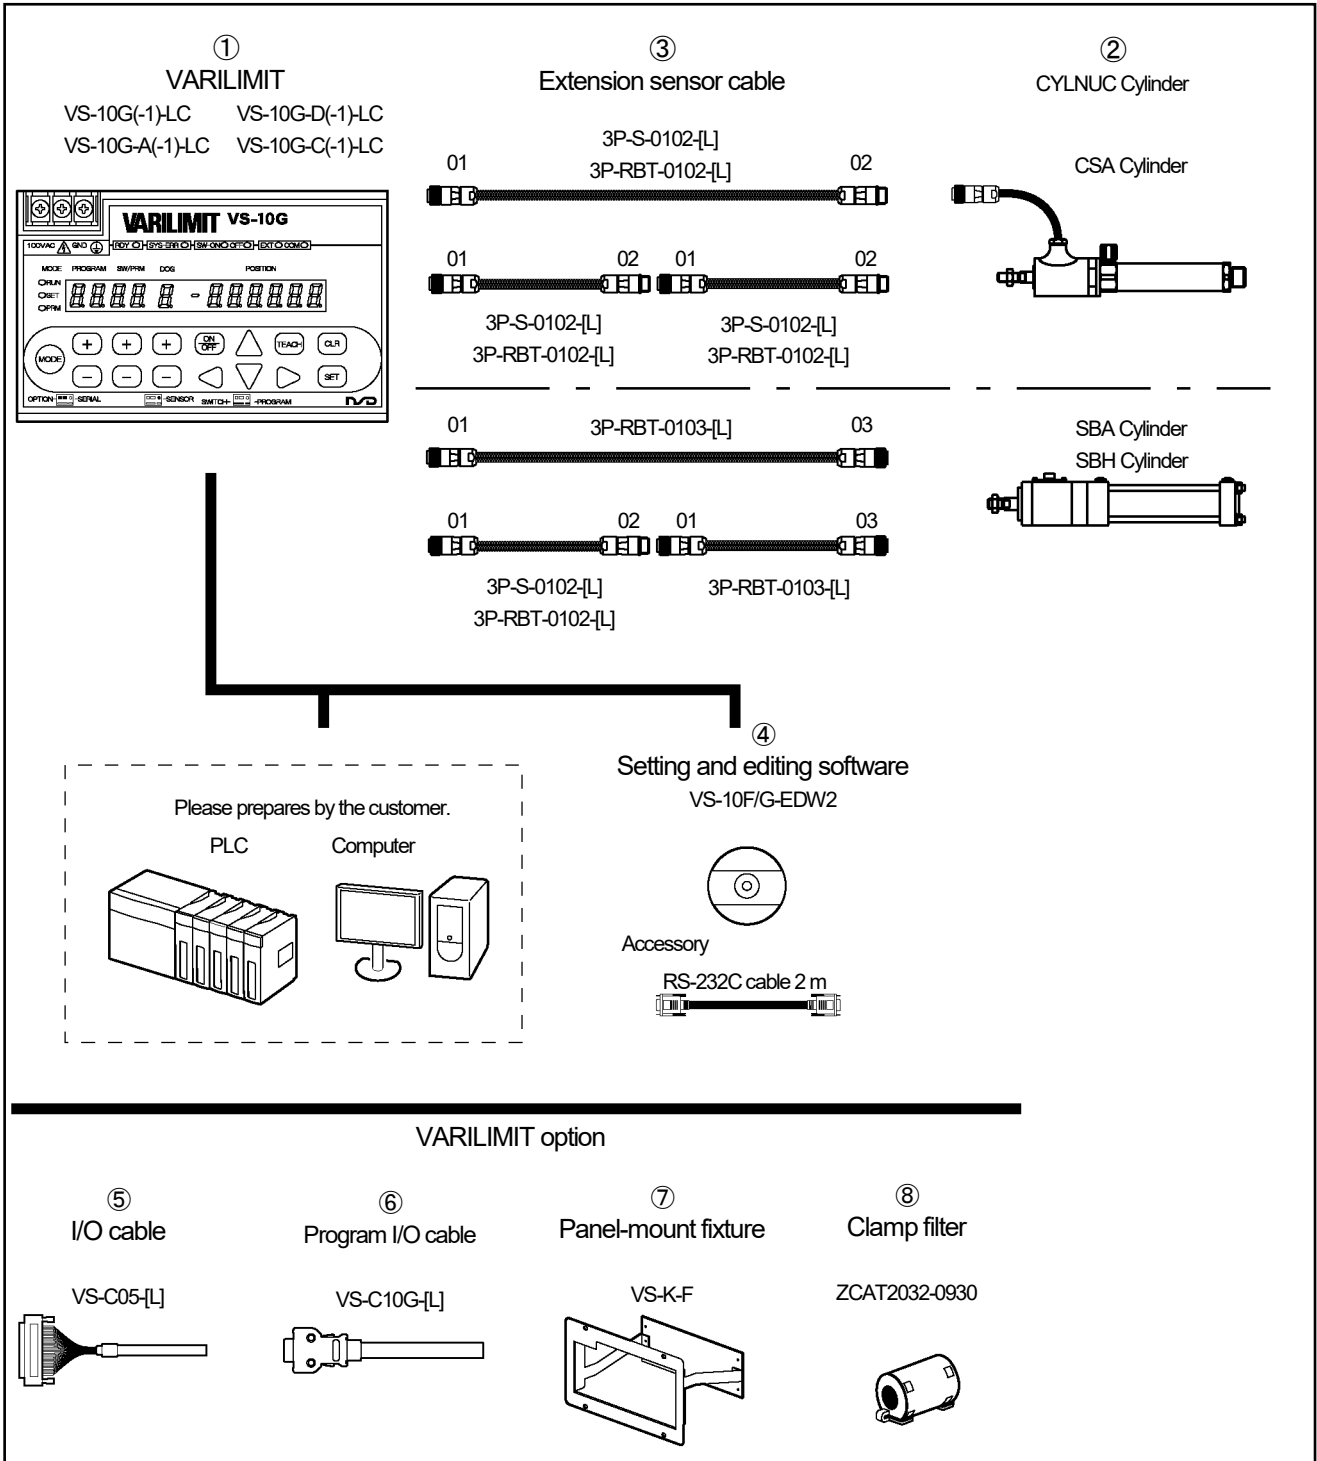 ①
VARILIMIT
VS-10G(-1)-LC VS-10G-D(-1)-LC
VS-10G-A(-1)-LC VS-10G-C(-1)-LC
VARILIMIT VS-10G
100VAC GND RDY SYS-ERR SW-ON OFF EXT COM
MODE PROGRAM SW/PRM DOG POSITION
RUN
SET
PRM
MODE
+ + + ON OFF TEACH CLR
− − − SET
OPTION SERIAL SENSOR SWITCH PROGRAM
NSD
③
Extension sensor cable
3P-S-0102-[L]
01 3P-RBT-0102-[L] 02
01 02 01 02
3P-S-0102-[L] 3P-S-0102-[L]
3P-RBT-0102-[L] 3P-RBT-0102-[L]
01 3P-RBT-0103-[L] 03
01 02 01 03
3P-S-0102-[L] 3P-RBT-0103-[L]
3P-RBT-0102-[L]
②
CYLNUC Cylinder
CSA Cylinder
SBA Cylinder
SBH Cylinder
Please prepares by the customer.
PLC Computer
④
Setting and editing software
VS-10F/G-EDW2
Accessory
RS-232C cable 2 m
VARILIMIT option
⑤
I/O cable
VS-C05-[L]
⑥
Program I/O cable
VS-C10G-[L]
⑦
Panel-mount fixture
VS-K-F
⑧
Clamp filter
ZCAT2032-0930